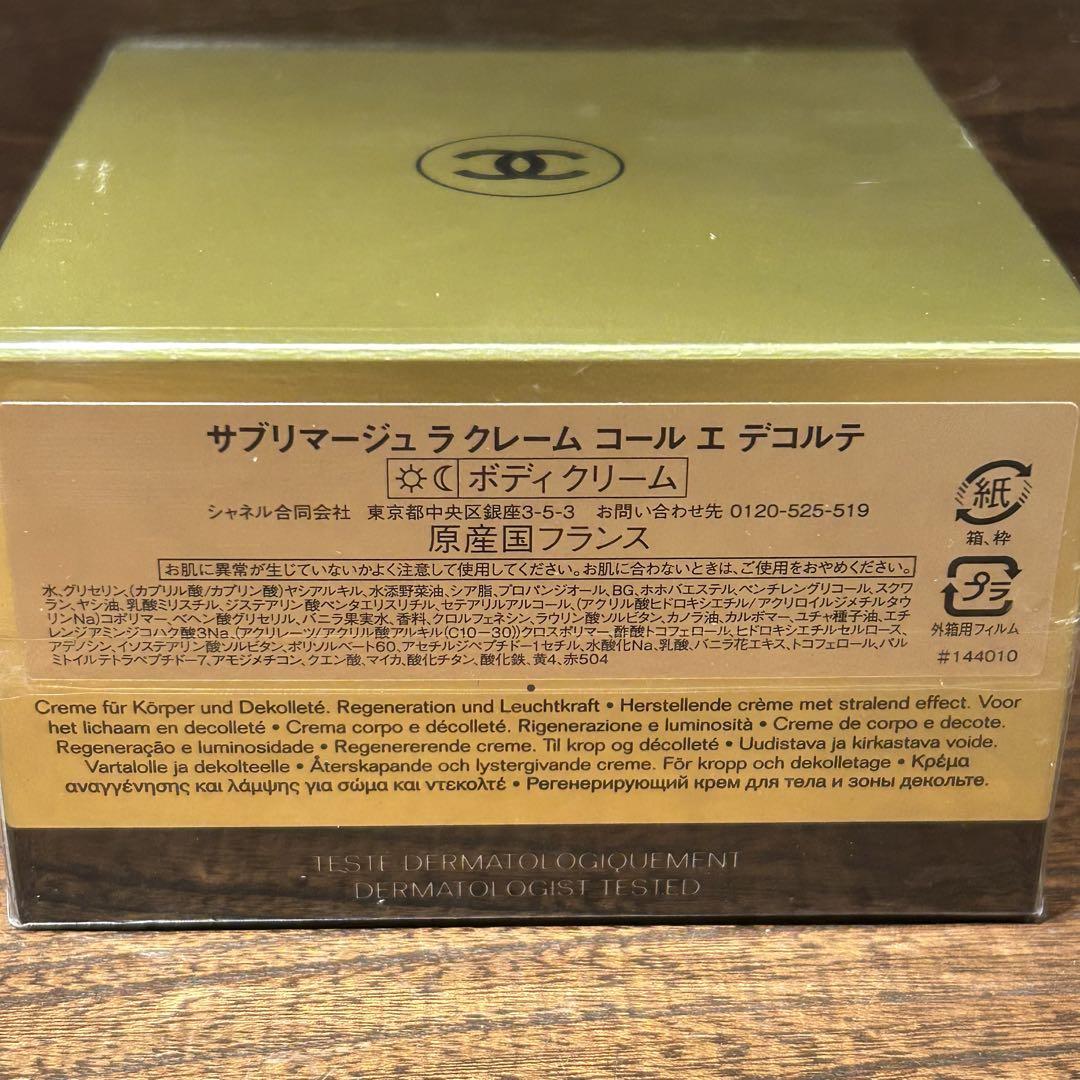 サブリマージュ ラ クレーム コール エ デコルテ
ボディ クリーム
シャネル合同会社 東京都中央区銀座3-5-3 お問い合わせ先 0120-525-519
原産国フランス
お肌に異常が生じていないかよく注意して使用してください。お肌に合わないときは、ご使用をおやめください。
水、グリセリン、(カプリル酸/カプリン酸)ヤシアルキル、水添野菜油、シア脂、プロパンジオール、BG、ホホバエステル、ペンチレングリコール、スクワ
ラン、ヤシ油、乳酸ミリスチル、ジステアリン酸ペンタエリスリチル、セテアリルアルコール、(アクリル酸ヒドロキシエチル/アクリロイルジメチルタウ
リンNa)コポリマー、ベヘン酸グリセリル、バニラ果実水、香料、クロルフェネシン、ラウリン酸ソルビタン、カノラ油、カルボマー、ユチャ種子油、エチ
レンジアミンジコハク酸3Na、(アクリレーツ/アクリル酸アルキル(C10-30))クロスポリマー、酢酸トコフェロール、ヒドロキシエチルセルロース、
アデノシン、イソステアリン酸ソルビタン、ポリソルベート60、アセチルジペプチド-1セチル、水酸化Na、乳酸、バニラ花エキス、トコフェロール、パル
ミトイルテトラペプチド-7、アモジメチコン、クエン酸、マイカ、酸化チタン、酸化鉄、黄4、赤504
紙
箱、枠
プラ
外箱用フィルム
#144010
Creme für Körper und Dekolleté. Regeneration und Leuchtkraft • Herstellende crème met stralend effect. Voor
het lichaam en decolleté • Crema corpo e décolleté. Rigenerazione e luminosità • Creme de corpo e decote.
Regeneração e luminosidade • Regenererende creme. Til krop og décolleté • Uudistava ja kirkastava voide.
Vartalolle ja dekolteelle • Återskapande och lystergivande creme. För kropp och dekolletage • Κρέμα
αναγγένησης και λάμψης για σώμα και ντεκολτέ • Регенерирующий крем для тела и зоны декольте.
TESTÉ DERMATOLOGIQUEMENT
DERMATOLOGIST TESTED